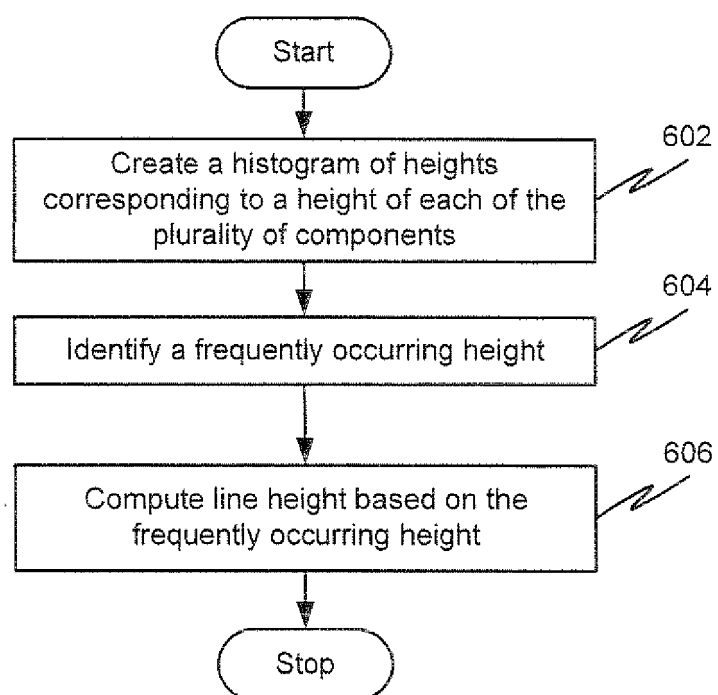 Start
602
Create a histogram of heights
corresponding to a height of each of the
plurality of components
604
Identify a frequently occurring height
606
Compute line height based on the
frequently occurring height
Stop